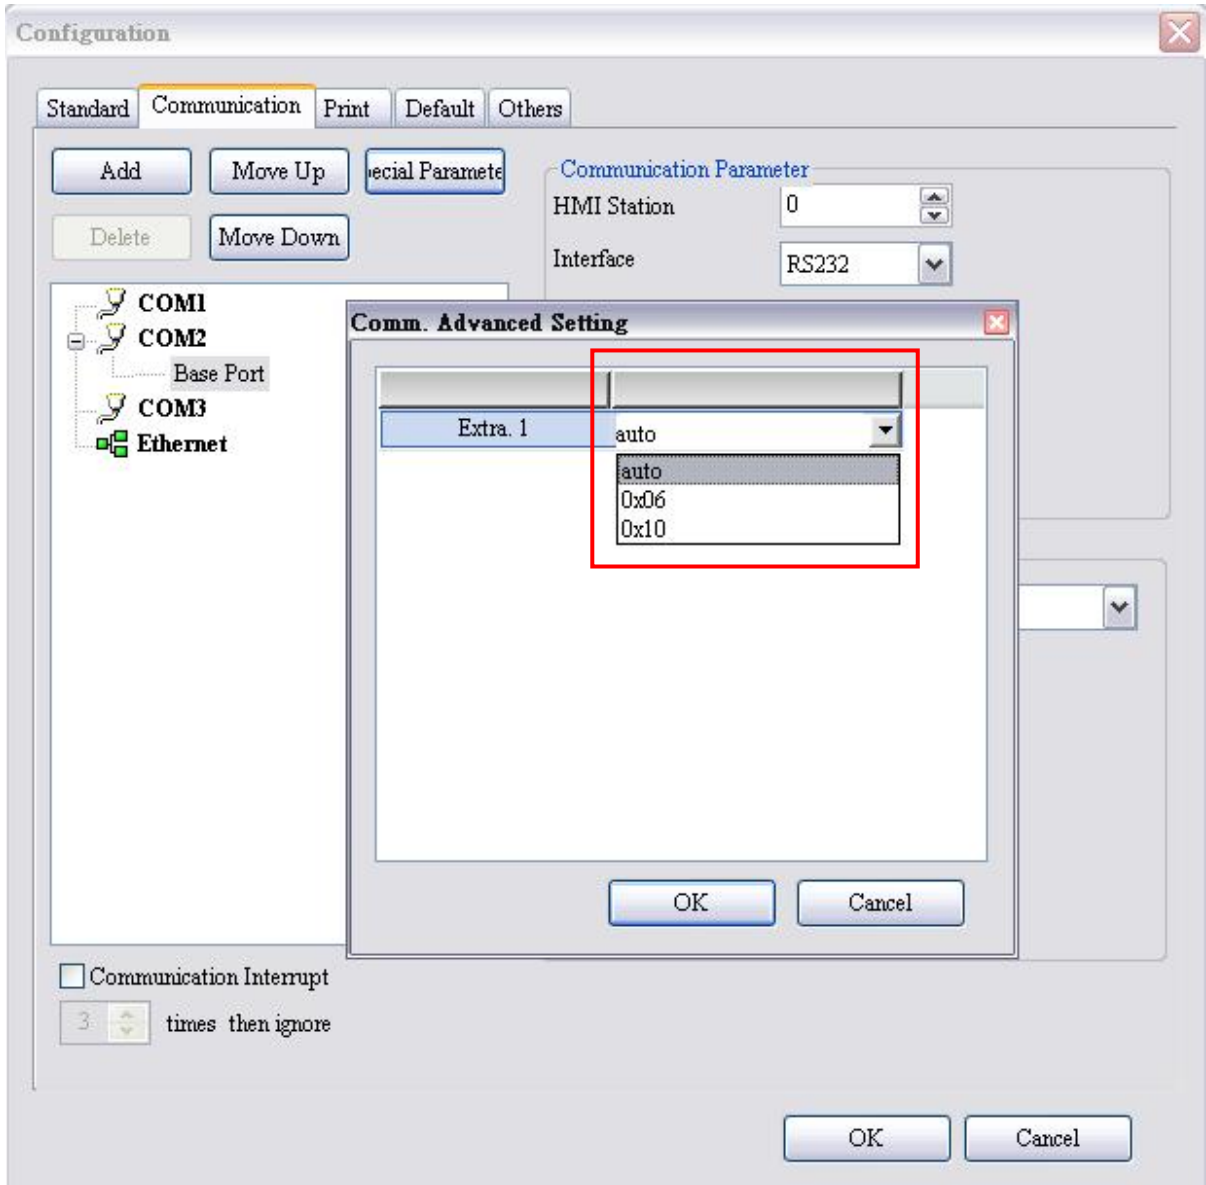 Configuration
Standard Communication Print Default Others
Add Move Up ecial Paramete
Delete Move Down
Communication Parameter
HMI Station 0
Interface RS232
COM1
COM2
Base Port
COM3
Ethernet
Comm. Advanced Setting
Extra. 1 auto
auto
0x06
0x10
OK Cancel
Communication Interrupt
3 times then ignore
OK Cancel